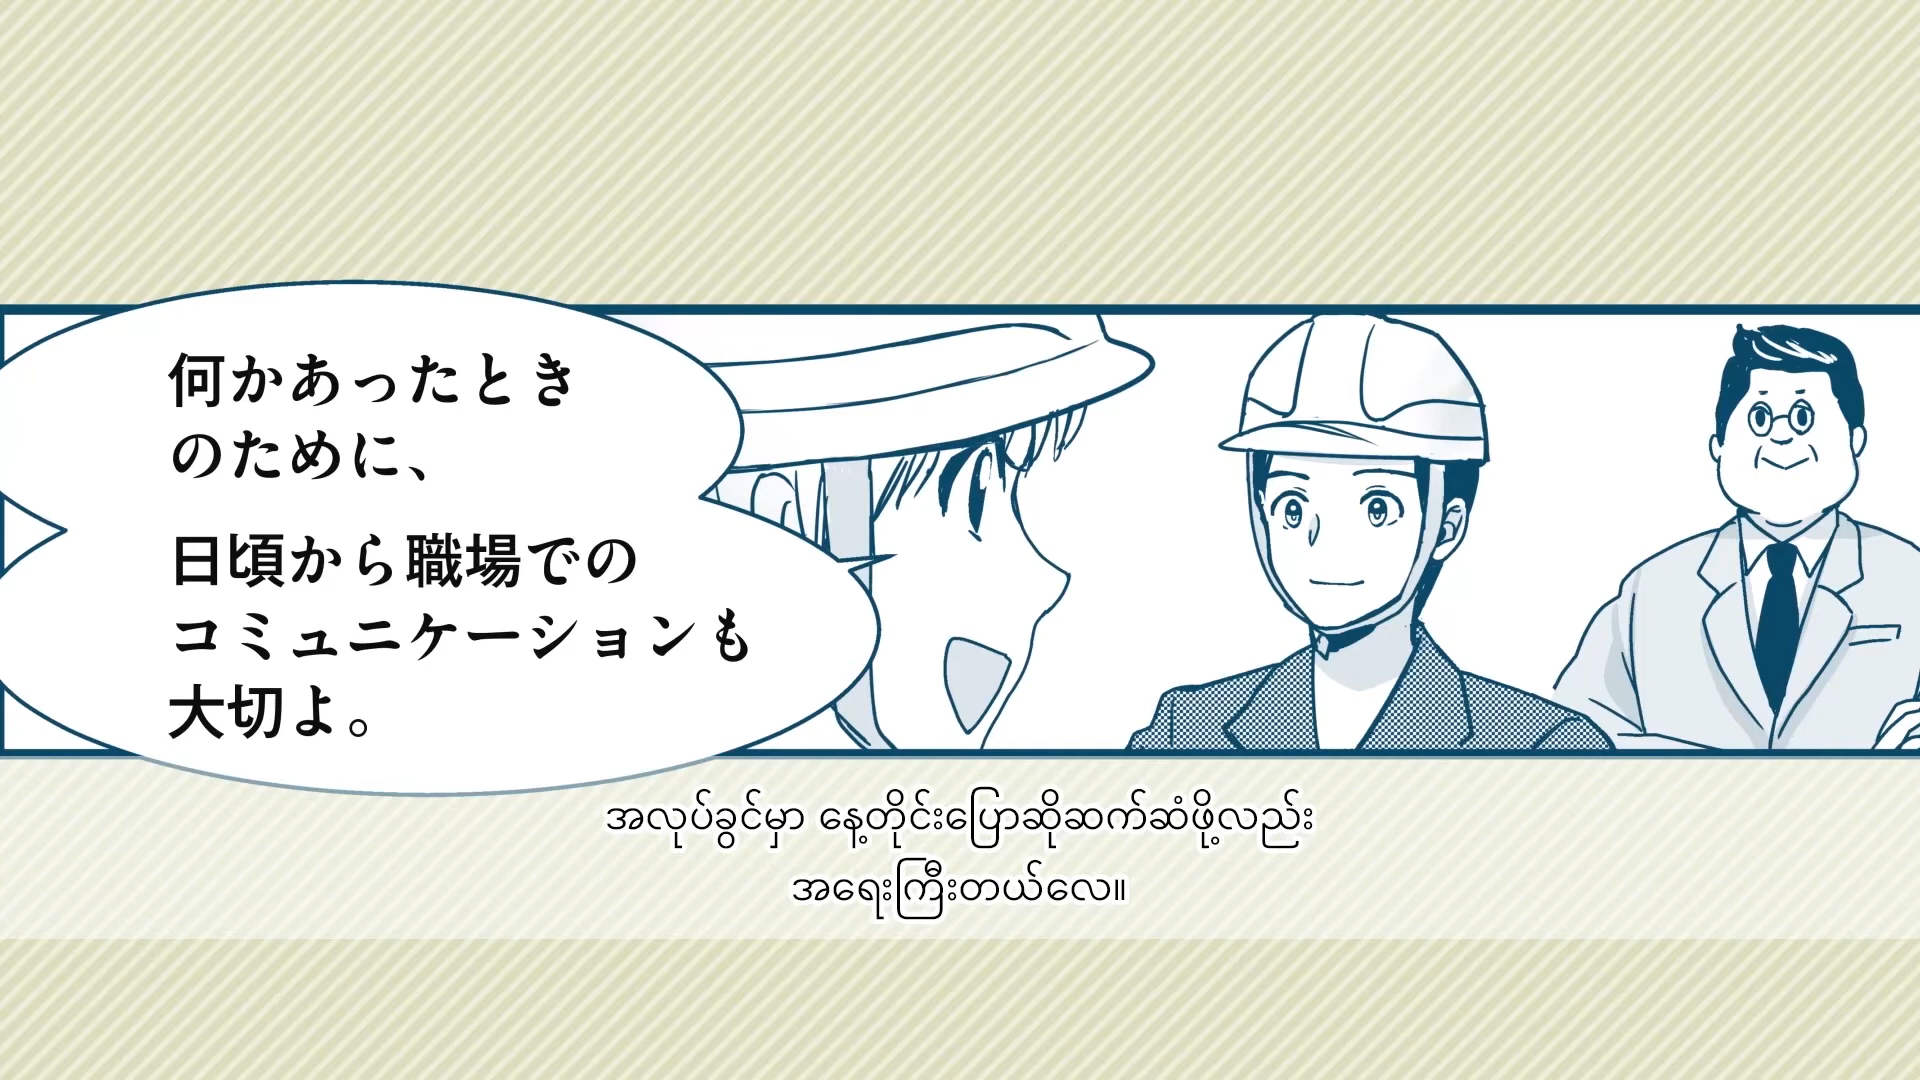 何かあったとき
のために、
日頃から職場での
コミュニケーションも
大切よ。
အလုပ်ခွင်မှာ နေ့တိုင်းပြောဆိုဆက်ဆံဖို့လည်း
အရေးကြီးတယ်လေ။